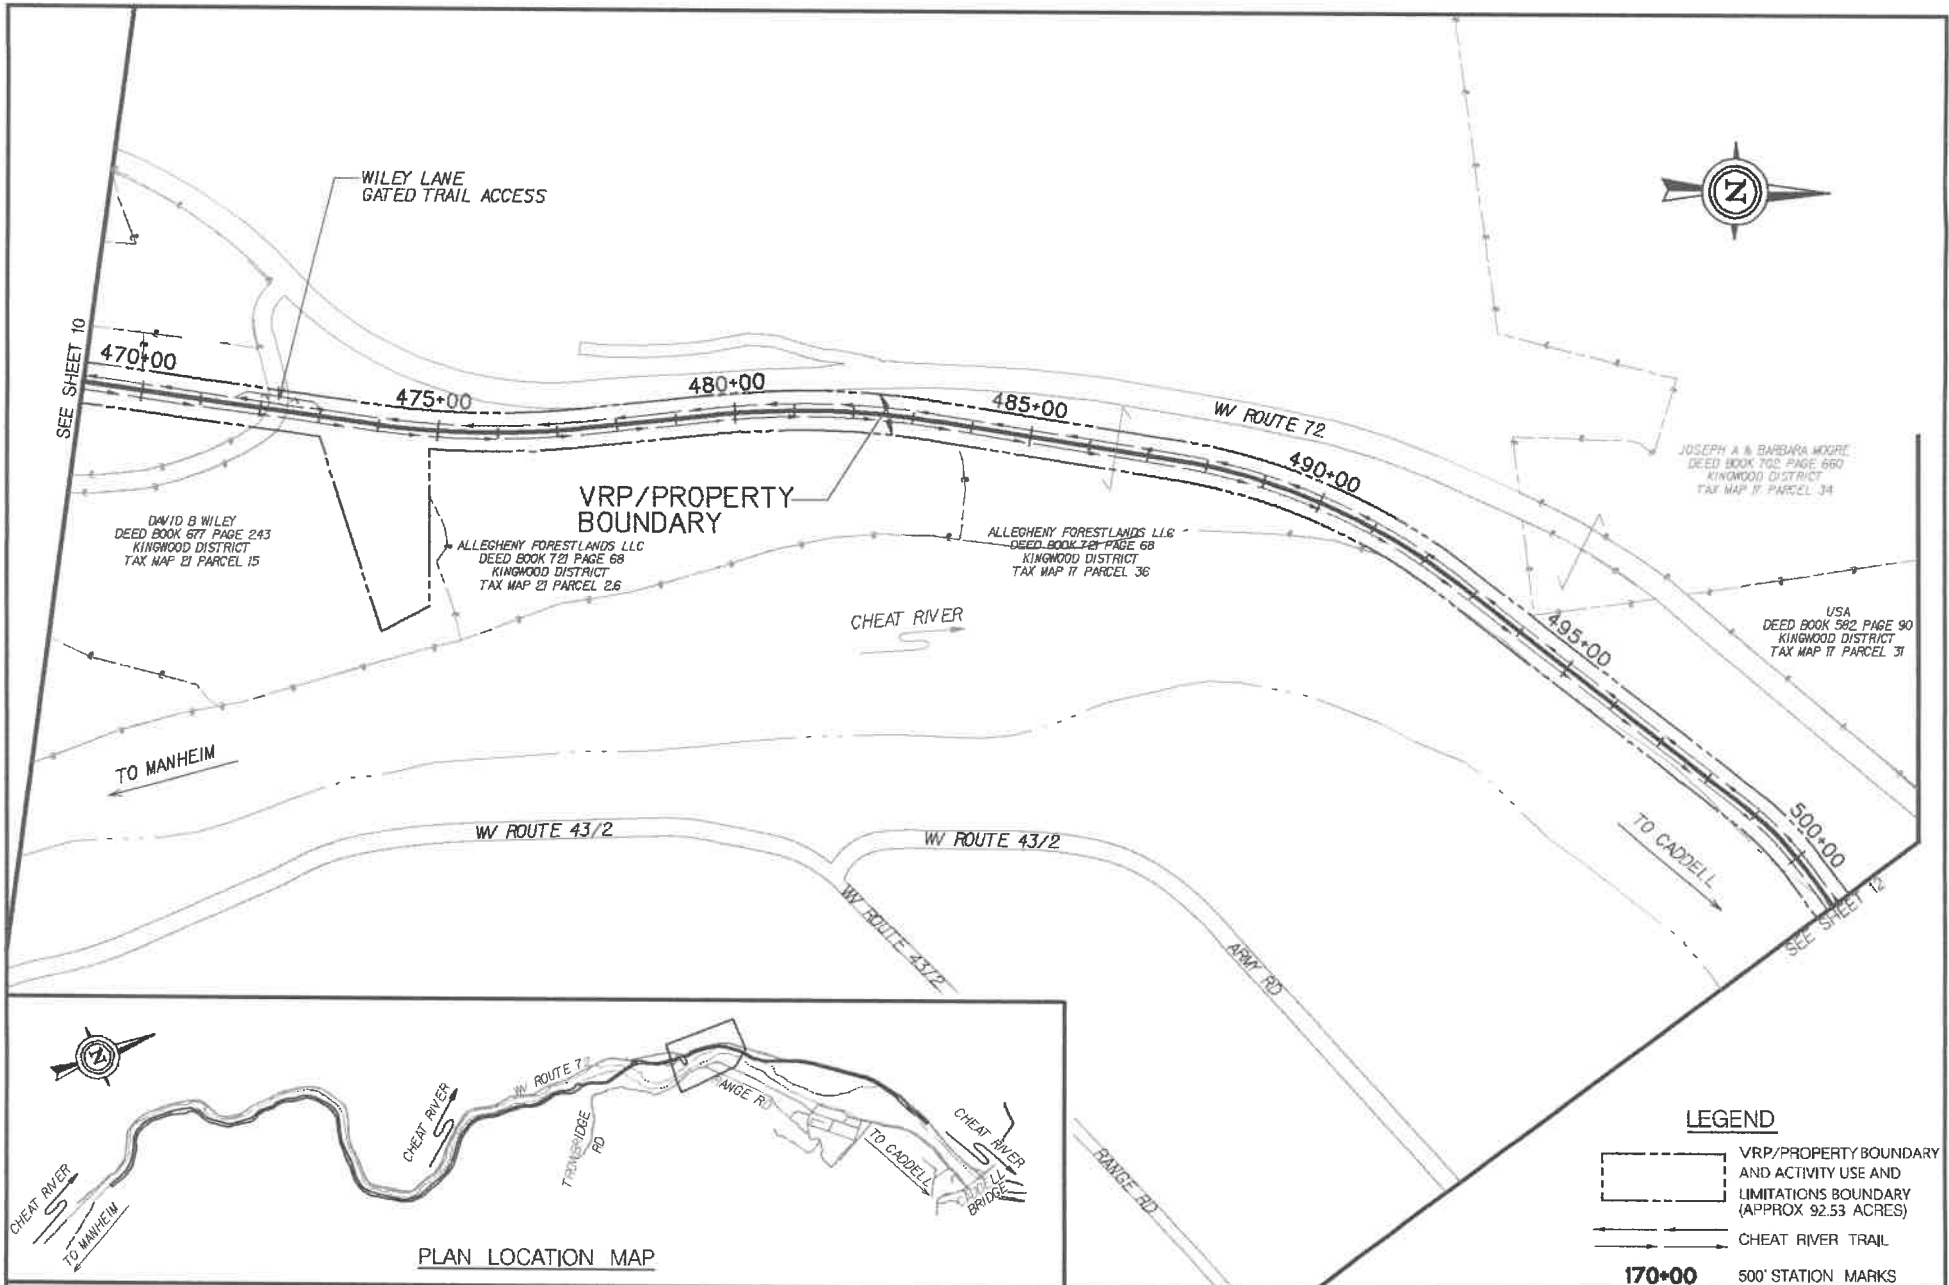 WILEY LANE
GATED TRAIL ACCESS
N
SEE SHEET 10
470+00
475+00
480+00
485+00
WV ROUTE 72
490+00
JOSEPH A & BARBARA MOORE
DEED BOOK 702 PAGE 660
KINGWOOD DISTRICT
TAX MAP 17 PARCEL 34
VRP/PROPERTY
BOUNDARY
DAVID B WILEY
DEED BOOK 677 PAGE 243
KINGWOOD DISTRICT
TAX MAP 21 PARCEL 15
ALLEGHENY FORESTLANDS LLC
DEED BOOK 721 PAGE 68
KINGWOOD DISTRICT
TAX MAP 21 PARCEL 2.6
ALLEGHENY FORESTLANDS LLC
DEED BOOK 721 PAGE 68
KINGWOOD DISTRICT
TAX MAP 17 PARCEL 36
CHEAT RIVER
495+00
USA
DEED BOOK 582 PAGE 90
KINGWOOD DISTRICT
TAX MAP 17 PARCEL 31
TO MANHEIM
WV ROUTE 43/2
WV ROUTE 43/2
WV ROUTE 43/2
500+00
TO CADDELL
SEE SHEET 12
ARMY RD
RANGE RD
N
WV ROUTE 72
CHEAT RIVER
RANGE RD
TROWBRIDGE
RD
TO CADDELL
CHEAT RIVER
CADDELL
BRIDGE
CHEAT RIVER
TO MANHEIM
PLAN LOCATION MAP
LEGEND
VRP/PROPERTY BOUNDARY
AND ACTIVITY USE AND
LIMITATIONS BOUNDARY
(APPROX 92.53 ACRES)
CHEAT RIVER TRAIL
170+00 500' STATION MARKS